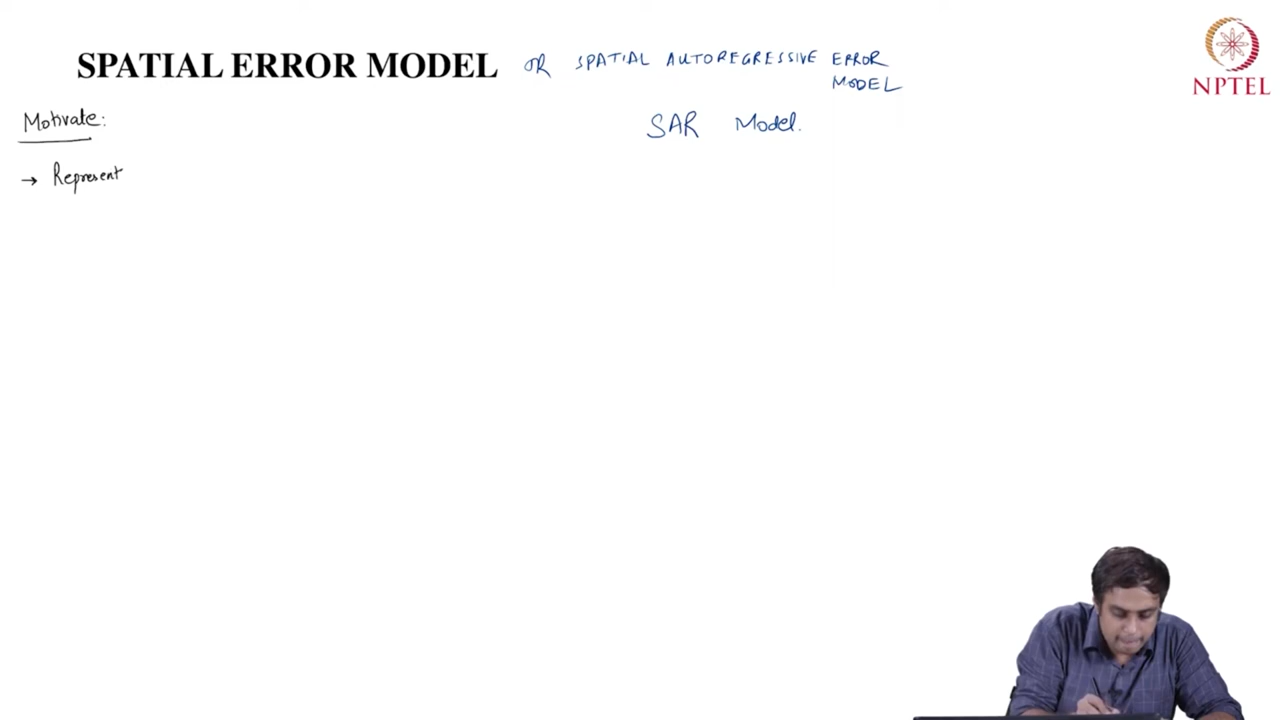 SPATIAL ERROR MODEL OR SPATIAL AUTOREGRESSIVE ERROR
MODEL
NPTEL
Motivate:
SAR Model.
→ Represent